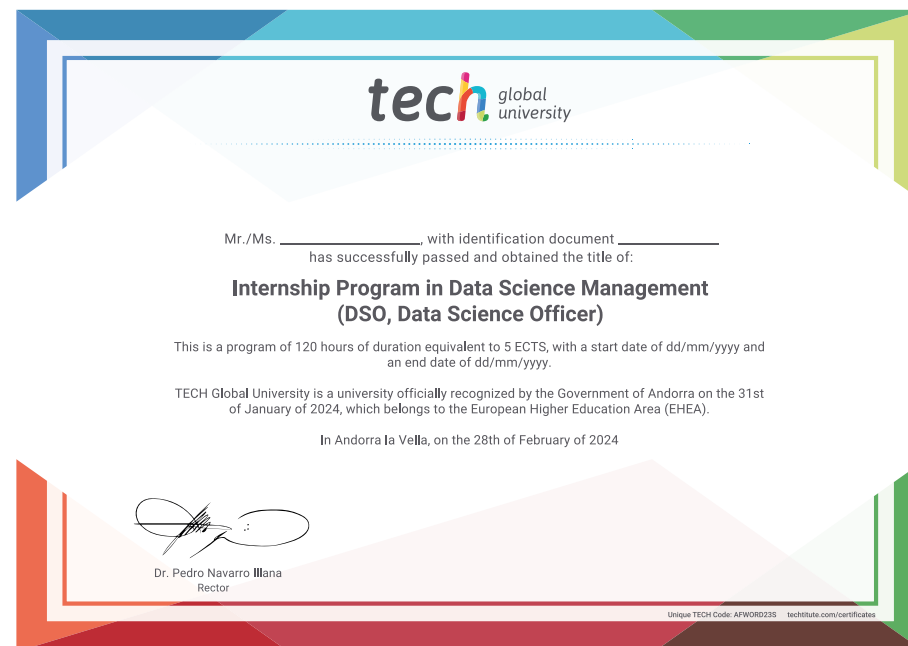 tech global
university
Mr./Ms. ____________________, with identification document ______________
has successfully passed and obtained the title of:
Internship Program in Data Science Management
(DSO, Data Science Officer)
This is a program of 120 hours of duration equivalent to 5 ECTS, with a start date of dd/mm/yyyy and
an end date of dd/mm/yyyy.
TECH Global University is a university officially recognized by the Government of Andorra on the 31st
of January of 2024, which belongs to the European Higher Education Area (EHEA).
In Andorra la Vella, on the 28th of February of 2024
Dr. Pedro Navarro Illana
Rector
Unique TECH Code: AFWORD23S techtitute.com/certificates